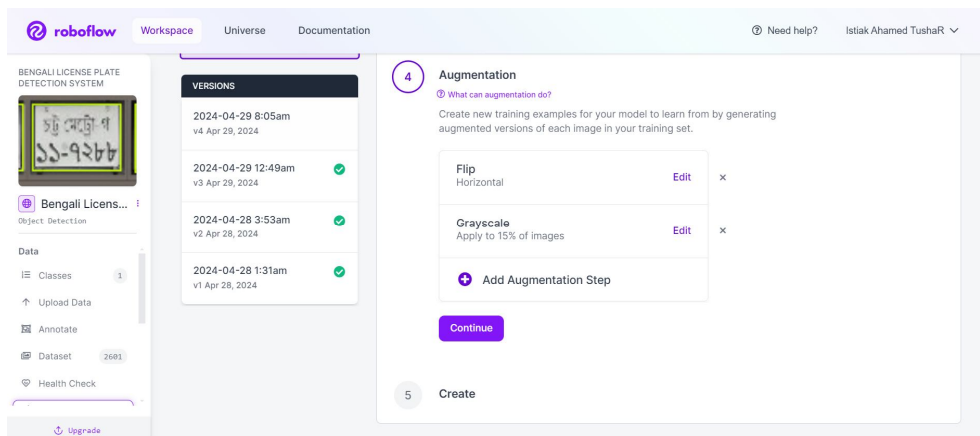 roboflow
Workspace
Universe
Documentation
Need help?
Istiak Ahamed TushaR
BENGALI LICENSE PLATE
DETECTION SYSTEM
চট্ট মেট্রো-প
১১-৭২৮৮
Bengali Licens...
Object Detection
Data
Classes 1
Upload Data
Annotate
Dataset 2601
Health Check
Upgrade
VERSIONS
2024-04-29 8:05am
v4 Apr 29, 2024
2024-04-29 12:49am
v3 Apr 29, 2024
2024-04-28 3:53am
v2 Apr 28, 2024
2024-04-28 1:31am
v1 Apr 28, 2024
4 Augmentation
What can augmentation do?
Create new training examples for your model to learn from by generating
augmented versions of each image in your training set.
Flip
Horizontal
Edit
Grayscale
Apply to 15% of images
Edit
Add Augmentation Step
Continue
5 Create